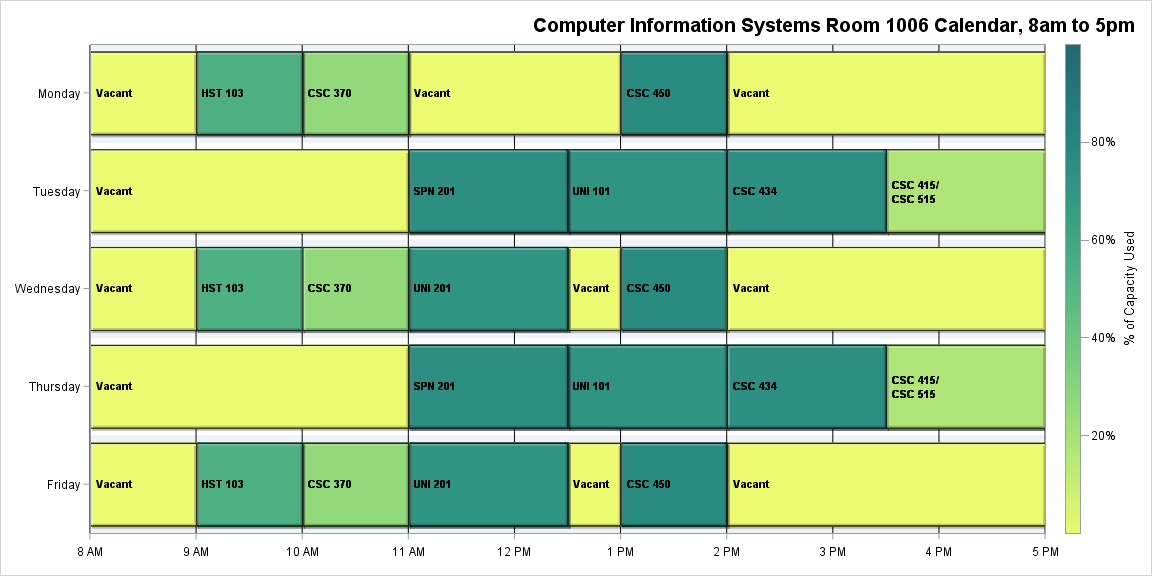 Computer Information Systems Room 1006 Calendar, 8am to 5pm
Monday
Vacant
HST 103
CSC 370
Vacant
CSC 450
Vacant
Tuesday
Vacant
SPN 201
UNI 101
CSC 434
CSC 415/
CSC 515
Wednesday
Vacant
HST 103
CSC 370
UNI 201
Vacant
CSC 450
Vacant
Thursday
Vacant
SPN 201
UNI 101
CSC 434
CSC 415/
CSC 515
Friday
Vacant
HST 103
CSC 370
UNI 201
Vacant
CSC 450
Vacant
8 AM
9 AM
10 AM
11 AM
12 PM
1 PM
2 PM
3 PM
4 PM
5 PM
80%
60%
40%
20%
% of Capacity Used